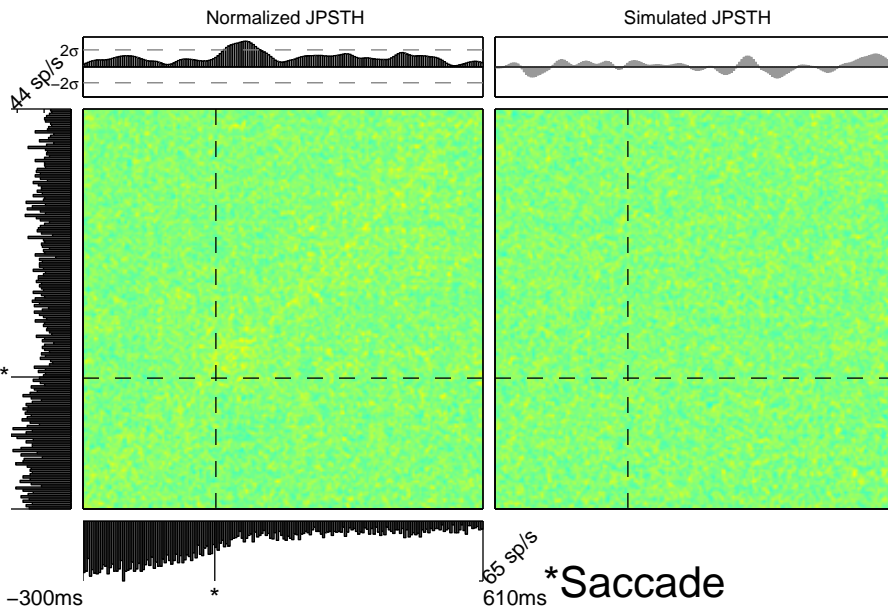 Normalized JPSTH
Simulated JPSTH
2σ
−2σ
44 sp/s
*
65 sp/s
−300ms
*
610ms
*Saccade